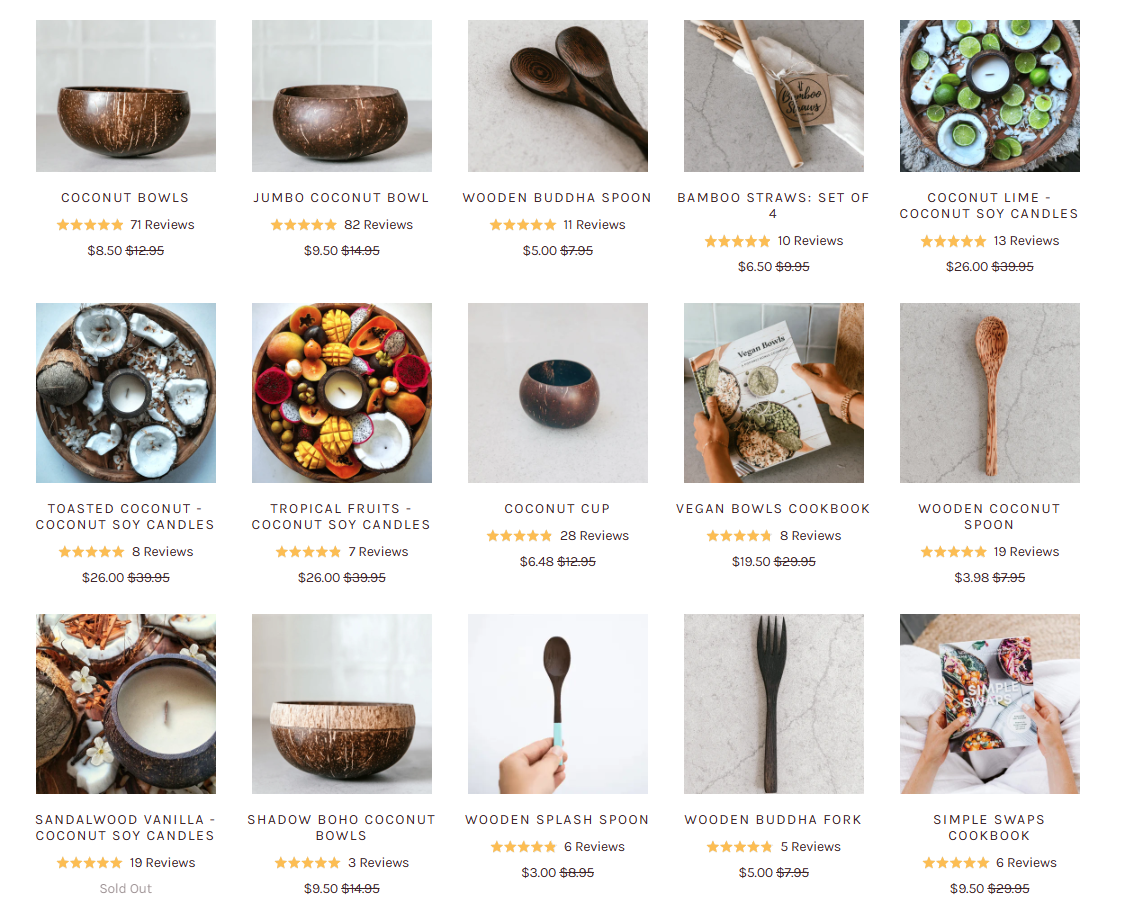 Bamboo
Straws
COCONUT BOWLS
71 Reviews
$8.50 $12.95
JUMBO COCONUT BOWL
82 Reviews
$9.50 $14.95
WOODEN BUDDHA SPOON
11 Reviews
$5.00 $7.95
BAMBOO STRAWS: SET OF
4
10 Reviews
$6.50 $9.95
COCONUT LIME -
COCONUT SOY CANDLES
13 Reviews
$26.00 $39.95
Vegan Bowls
TOASTED COCONUT -
COCONUT SOY CANDLES
8 Reviews
$26.00 $39.95
TROPICAL FRUITS -
COCONUT SOY CANDLES
7 Reviews
$26.00 $39.95
COCONUT CUP
28 Reviews
$6.48 $12.95
VEGAN BOWLS COOKBOOK
8 Reviews
$19.50 $29.95
WOODEN COCONUT
SPOON
19 Reviews
$3.98 $7.95
SIMPLE
SWAPS
SANDALWOOD VANILLA -
COCONUT SOY CANDLES
19 Reviews
Sold Out
SHADOW BOHO COCONUT
BOWLS
3 Reviews
$9.50 $14.95
WOODEN SPLASH SPOON
6 Reviews
$3.00 $8.95
WOODEN BUDDHA FORK
5 Reviews
$5.00 $7.95
SIMPLE SWAPS
COOKBOOK
6 Reviews
$9.50 $29.95